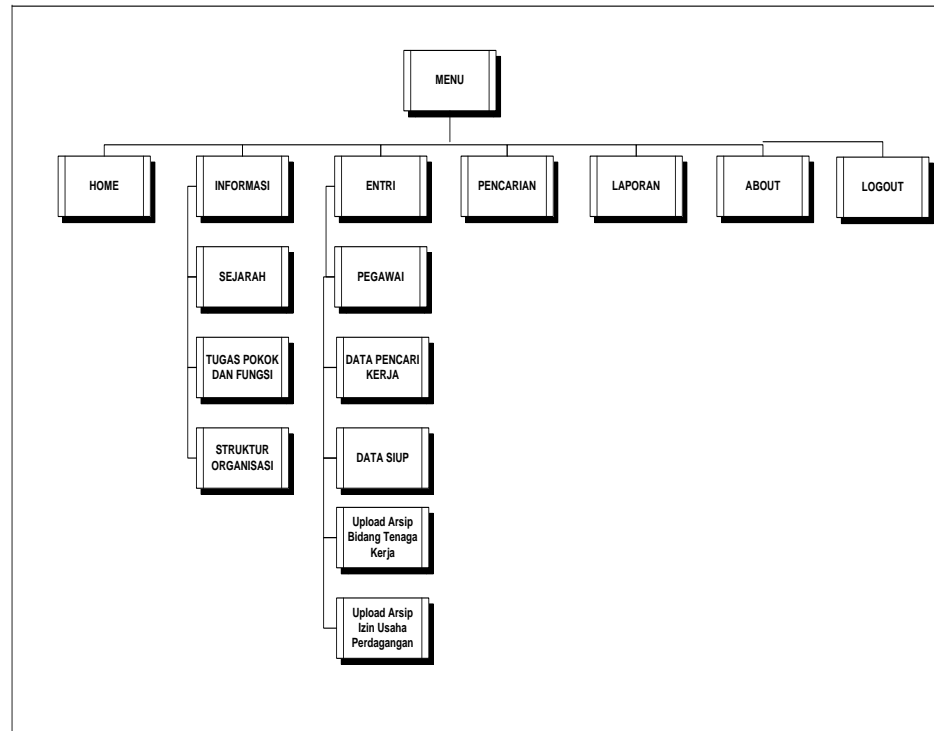 MENU
HOME
INFORMASI
ENTRI
PENCARIAN
LAPORAN
ABOUT
LOGOUT
SEJARAH
PEGAWAI
TUGAS POKOK
DAN FUNGSI
DATA PENCARI
KERJA
STRUKTUR
ORGANISASI
DATA SIUP
Upload Arsip
Bidang Tenaga
Kerja
Upload Arsip
Izin Usaha
Perdagangan